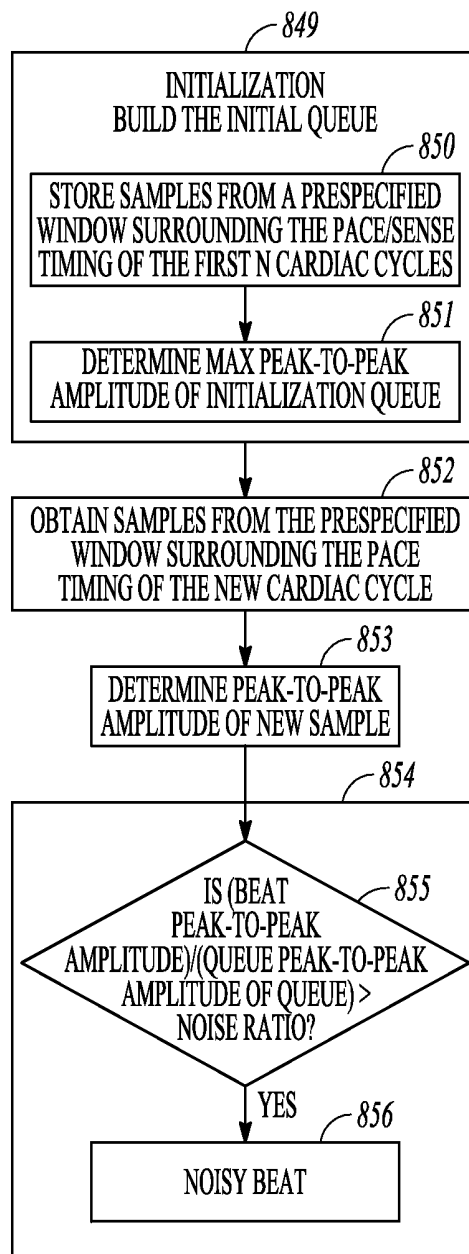 849
INITIALIZATION
BUILD THE INITIAL QUEUE
850
STORE SAMPLES FROM A PRESPECIFIED
WINDOW SURROUNDING THE PACE/SENSE
TIMING OF THE FIRST N CARDIAC CYCLES
851
DETERMINE MAX PEAK-TO-PEAK
AMPLITUDE OF INITIALIZATION QUEUE
852
OBTAIN SAMPLES FROM THE PRESPECIFIED
WINDOW SURROUNDING THE PACE
TIMING OF THE NEW CARDIAC CYCLE
853
DETERMINE PEAK-TO-PEAK
AMPLITUDE OF NEW SAMPLE
854
855
IS (BEAT
PEAK-TO-PEAK
AMPLITUDE)/(QUEUE PEAK-TO-PEAK
AMPLITUDE OF QUEUE) >
NOISE RATIO?
YES
856
NOISY BEAT